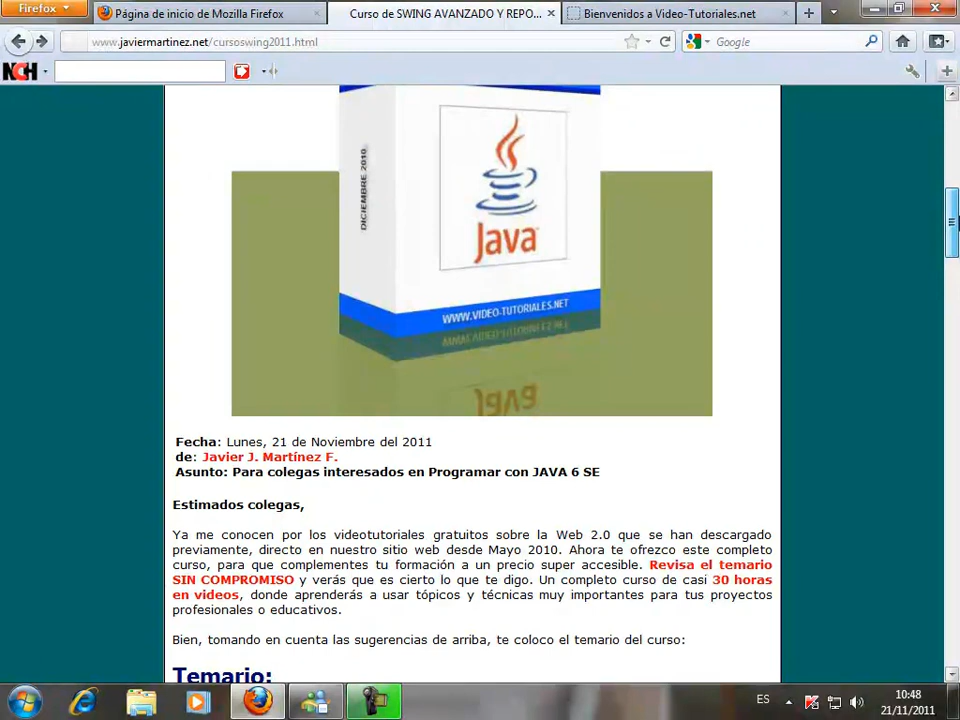 Firefox
Página de inicio de Mozilla Firefox
Curso de SWING AVANZADO Y REPO...
Bienvenidos a Video-Tutoriales.net
www.javiermartinez.net/cursoswing2011.html
Google
NCH
DICIEMBRE 2010
Java
WWW.VIDEO-TUTORIALES.NET
Fecha: Lunes, 21 de Noviembre del 2011
de: Javier J. Martínez F.
Asunto: Para colegas interesados en Programar con JAVA 6 SE
Estimados colegas,
Ya me conocen por los videotutoriales gratuitos sobre la Web 2.0 que se han descargado
previamente, directo en nuestro sitio web desde Mayo 2010. Ahora te ofrezco este completo
curso, para que complementes tu formación a un precio super accesible. Revisa el temario
SIN COMPROMISO y verás que es cierto lo que te digo. Un completo curso de casi 30 horas
en videos, donde aprenderás a usar tópicos y técnicas muy importantes para tus proyectos
profesionales o educativos.
Bien, tomando en cuenta las sugerencias de arriba, te coloco el temario del curso:
Temario:
ES
10:48
21/11/2011